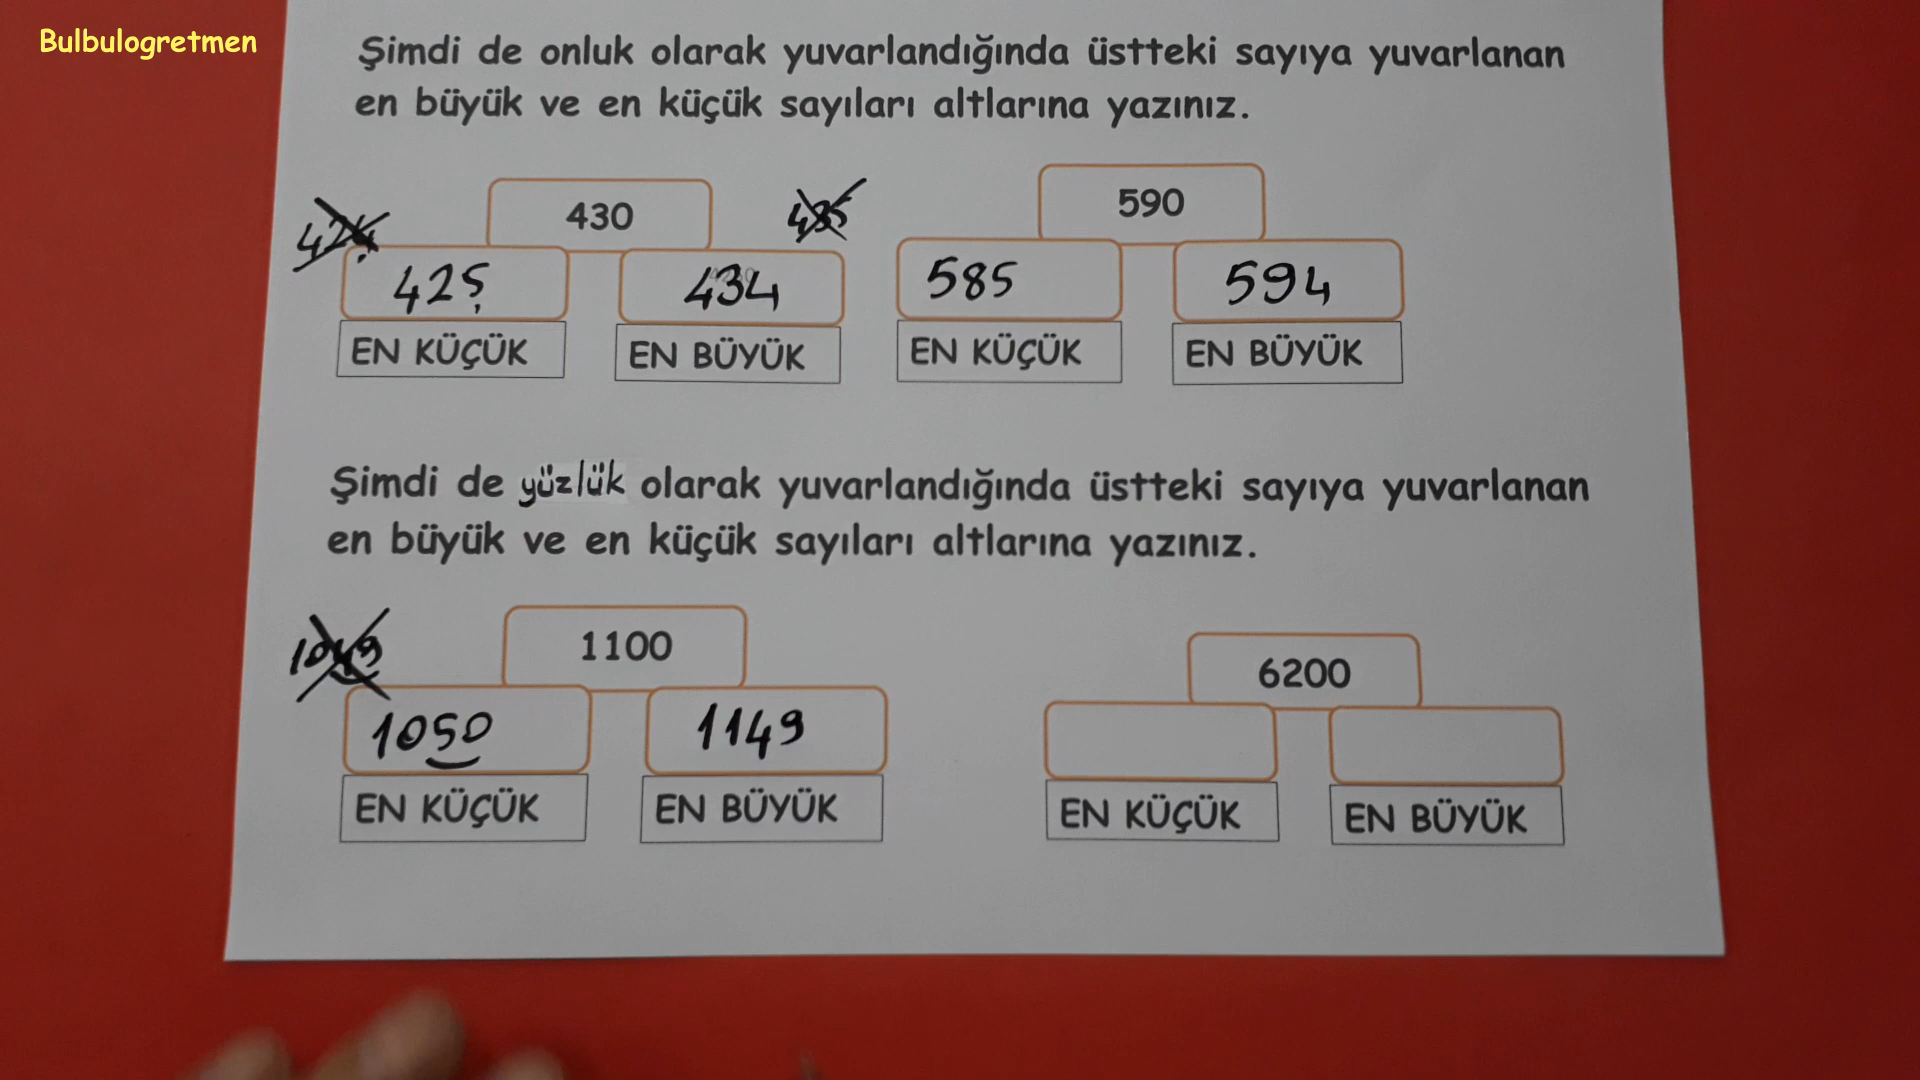 Bulbulogretmen
Şimdi de onluk olarak yuvarlandığında üstteki sayıya yuvarlanan
en büyük ve en küçük sayıları altlarına yazınız.
424
430
435
590
425
434
585
594
EN KÜÇÜK
EN BÜYÜK
EN KÜÇÜK
EN BÜYÜK
Şimdi de yüzlük olarak yuvarlandığında üstteki sayıya yuvarlanan
en büyük ve en küçük sayıları altlarına yazınız.
1049
1100
6200
1050
1149
EN KÜÇÜK
EN BÜYÜK
EN KÜÇÜK
EN BÜYÜK